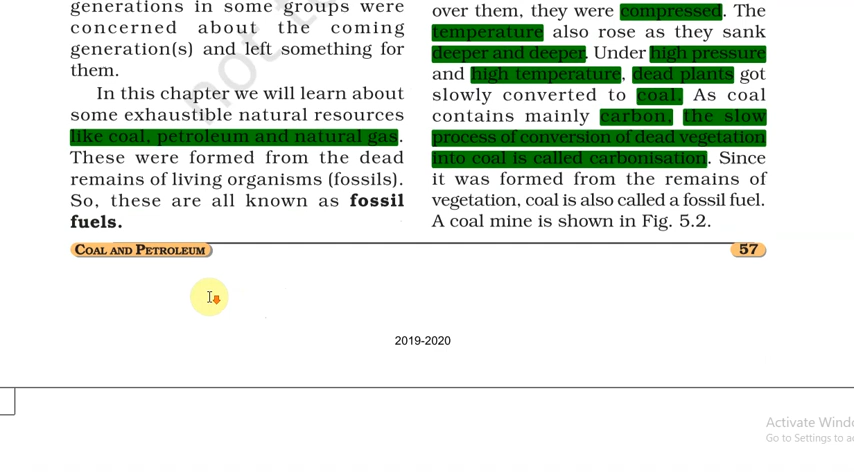 generations in some groups were
concerned about the coming
generation(s) and left something for
them.
In this chapter we will learn about
some exhaustible natural resources
like coal, petroleum and natural gas.
These were formed from the dead
remains of living organisms (fossils).
So, these are all known as fossil
fuels.
over them, they were compressed. The
temperature also rose as they sank
deeper and deeper. Under high pressure
and high temperature, dead plants got
slowly converted to coal. As coal
contains mainly carbon, the slow
process of conversion of dead vegetation
into coal is called carbonisation. Since
it was formed from the remains of
vegetation, coal is also called a fossil fuel.
A coal mine is shown in Fig. 5.2.
COAL AND PETROLEUM
57
2019-2020
Activate Windo
Go to Settings to a